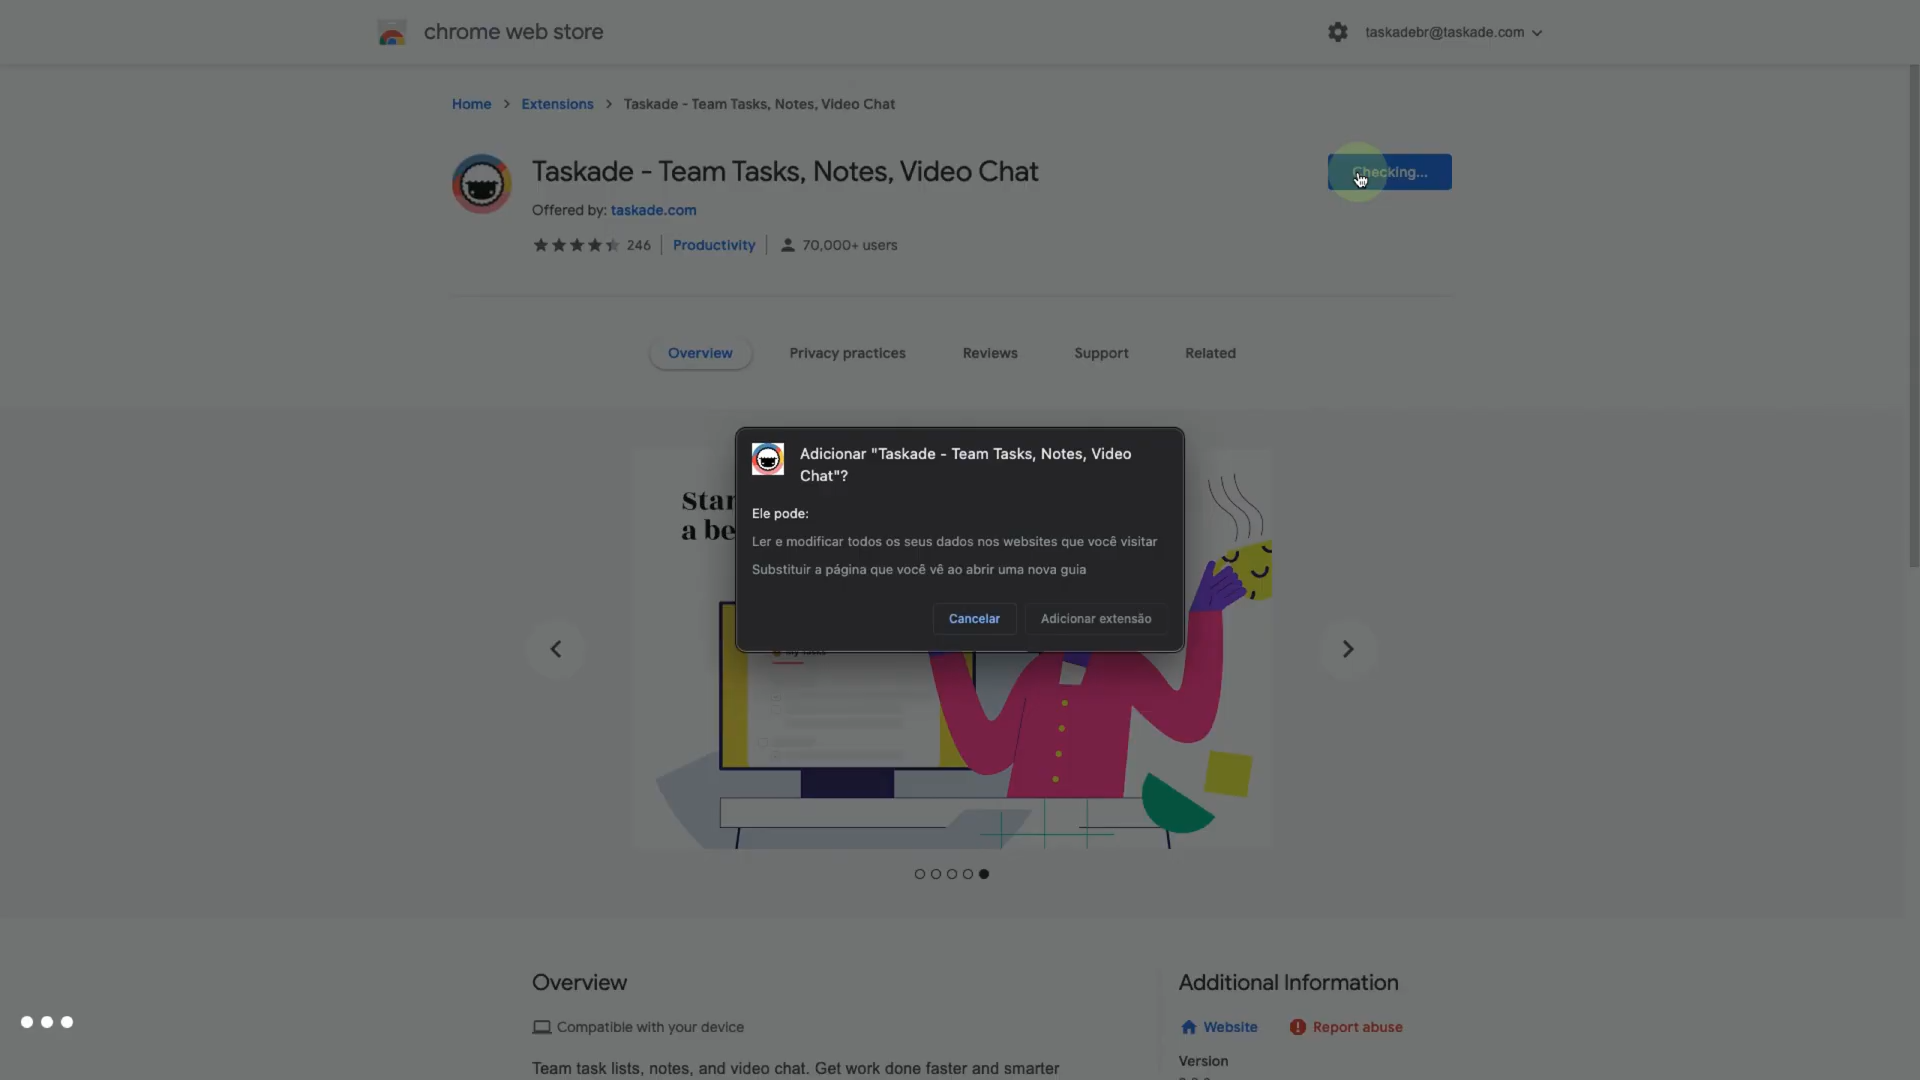 chrome web store
taskadebr@taskade.com
Home > Extensions > Taskade - Team Tasks, Notes, Video Chat
Taskade - Team Tasks, Notes, Video Chat
Checking...
Offered by: taskade.com
246
Productivity
70,000+ users
Overview
Privacy practices
Reviews
Support
Related
Adicionar "Taskade - Team Tasks, Notes, Video
Chat"?
Ele pode:
Ler e modificar todos os seus dados nos websites que você visitar
Substituir a página que você vê ao abrir uma nova guia
Cancelar
Adicionar extensão
Overview
Compatible with your device
Team task lists, notes, and video chat. Get work done faster and smarter
Additional Information
Website
Report abuse
Version